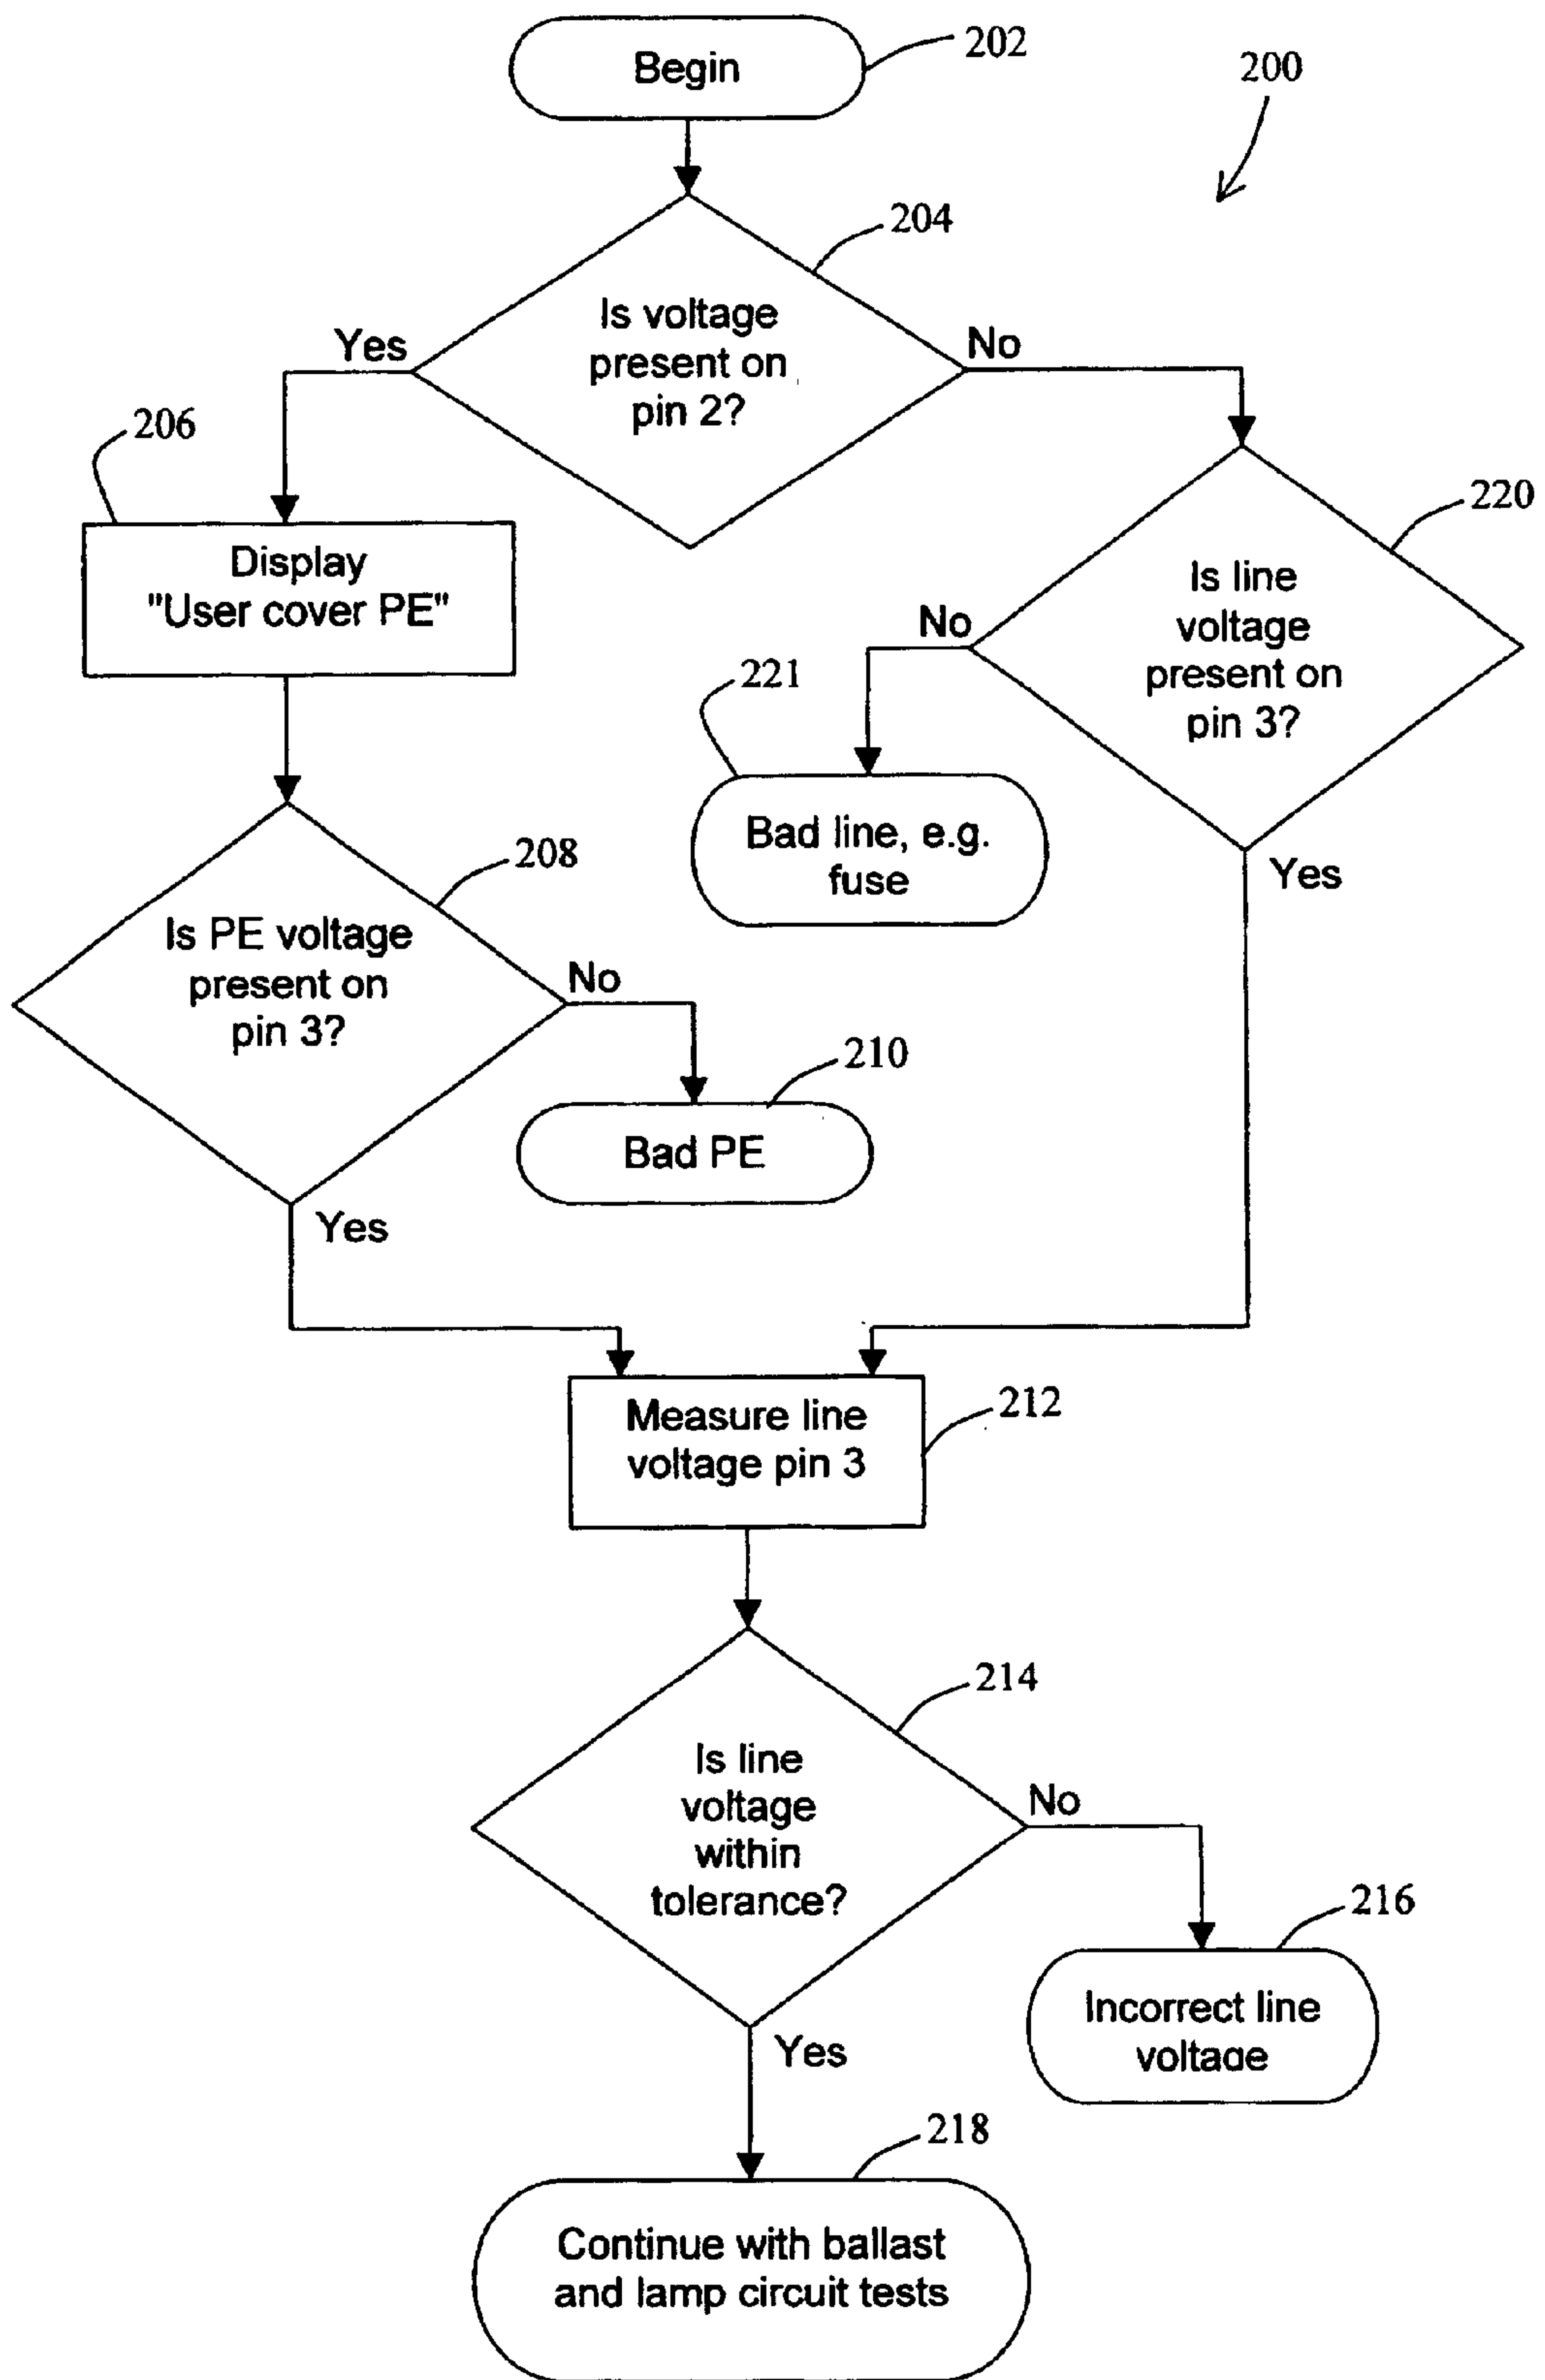 Begin
202
200
204
Is voltage
present on
pin 2?
Yes
No
206
Display
"User cover PE"
220
Is line
voltage
present on
pin 3?
No
Yes
221
Bad line, e.g.
fuse
208
Is PE voltage
present on
pin 3?
No
Yes
210
Bad PE
Measure line
voltage pin 3
212
214
Is line
voltage
within
tolerance?
No
Yes
216
Incorrect line
voltage
218
Continue with ballast
and lamp circuit tests